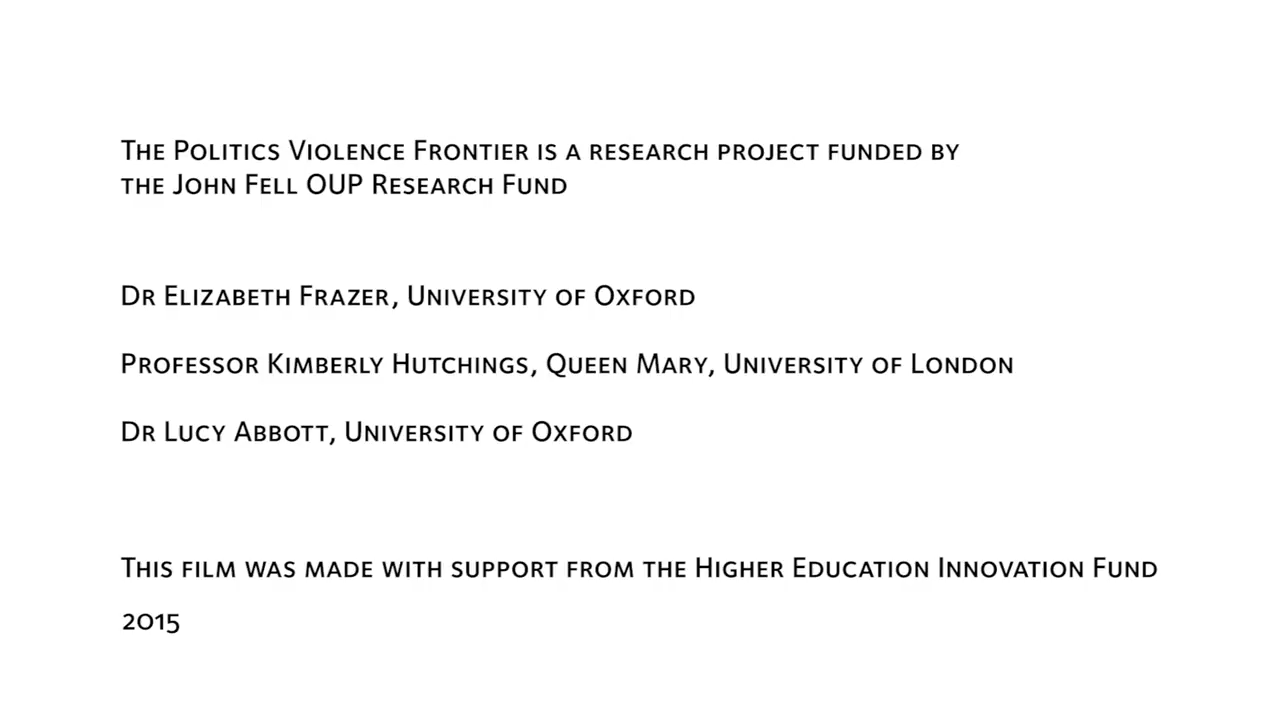 The Politics Violence Frontier is a research project funded by
the John Fell OUP Research Fund
Dr Elizabeth Frazer, University of Oxford
Professor Kimberly Hutchings, Queen Mary, University of London
Dr Lucy Abbott, University of Oxford
This film was made with support from the Higher Education Innovation Fund
2015